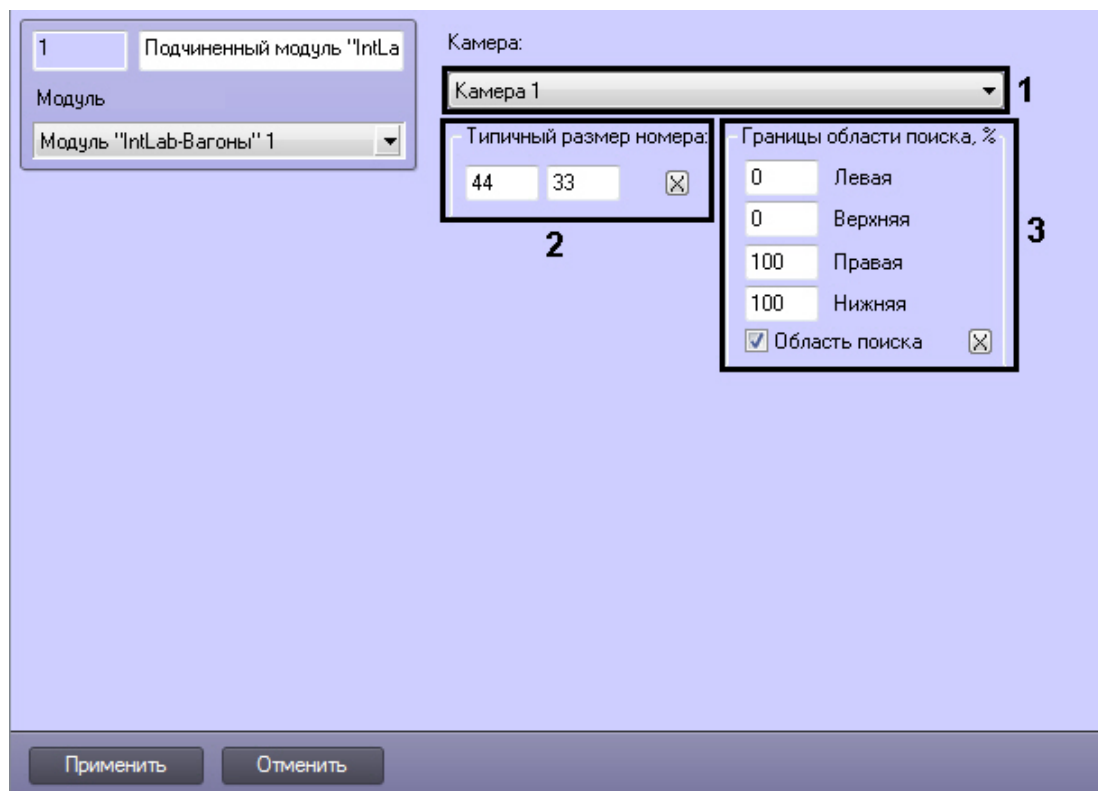 1
Подчиненный модуль "IntLa
Модуль
Модуль "IntLab-Вагоны" 1
Камера:
Камера 1
1
Типичный размер номера:
44 33
2
Границы области поиска, %
0 Левая
0 Верхняя
100 Правая
100 Нижняя
Область поиска
3
Применить
Отменить